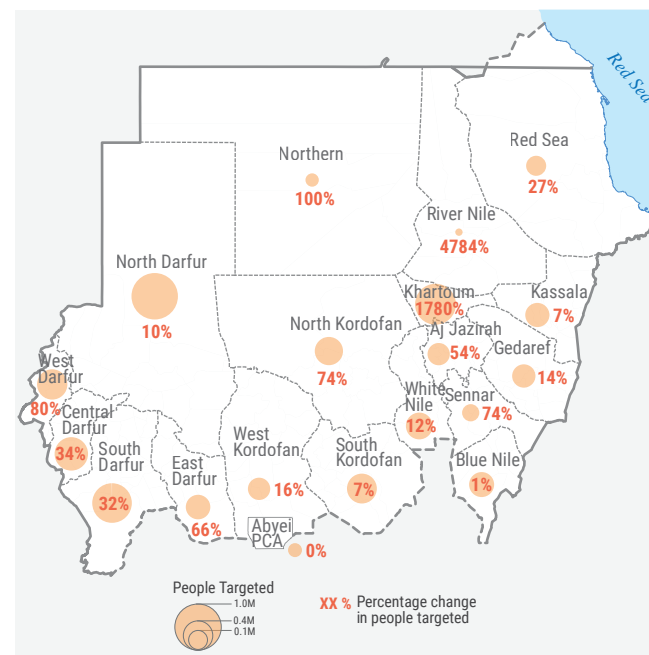 Red Sea
Northern
100%
Red Sea
27%
River Nile
4784%
North Darfur
10%
Khartoum
1780%
Kassala
7%
North Kordofan
74%
Aj Jazirah
54%
Gedaref
14%
West
Darfur
80%
Central
Darfur
34%
South
Darfur
32%
East
Darfur
66%
West
Kordofan
16%
South
Kordofan
7%
White
Nile
12%
Sennar
74%
Blue Nile
1%
Abyei
PCA
0%
People Targeted
1.0M
0.4M
0.1M
XX % Percentage change
in people targeted